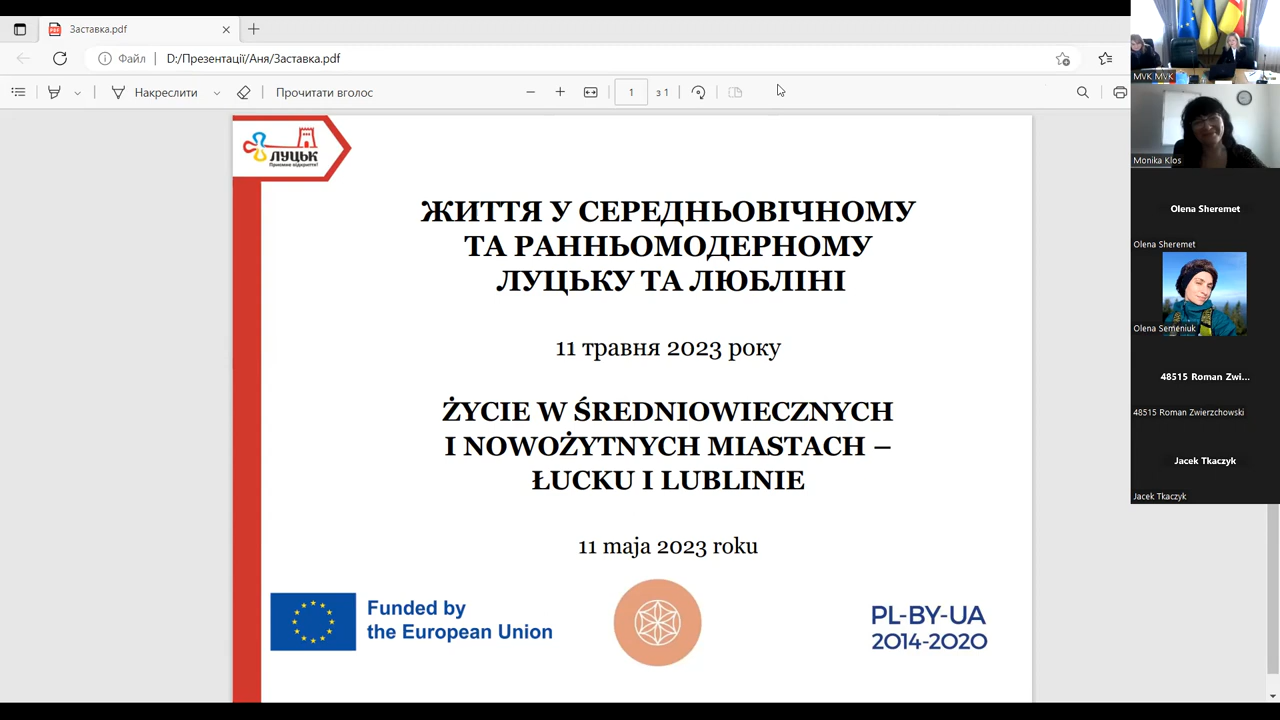 Заставка.pdf
Файл
D:/Презентації/Аня/Заставка.pdf
Накреслити
Прочитати вголос
1
з 1
ЛУЦЬК
Приємних відкриттів!
ЖИТТЯ У СЕРЕДНЬОВІЧНОМУ
ТА РАННЬОМОДЕРНОМУ
ЛУЦЬКУ ТА ЛЮБЛІНІ
11 травня 2023 року
ŻYCIE W ŚREDNIOWIECZNYCH
I NOWOŻYTNYCH MIASTACH –
ŁUCKU I LUBLINIE
11 maja 2023 roku
Funded by
the European Union
PL-BY-UA
2014-2020
MVK MVK
Monika Klos
Olena Sheremet
Olena Sheremet
Olena Semeniuk
48515 Roman Zwi...
48515 Roman Zwierzchowski
Jacek Tkaczyk
Jacek Tkaczyk